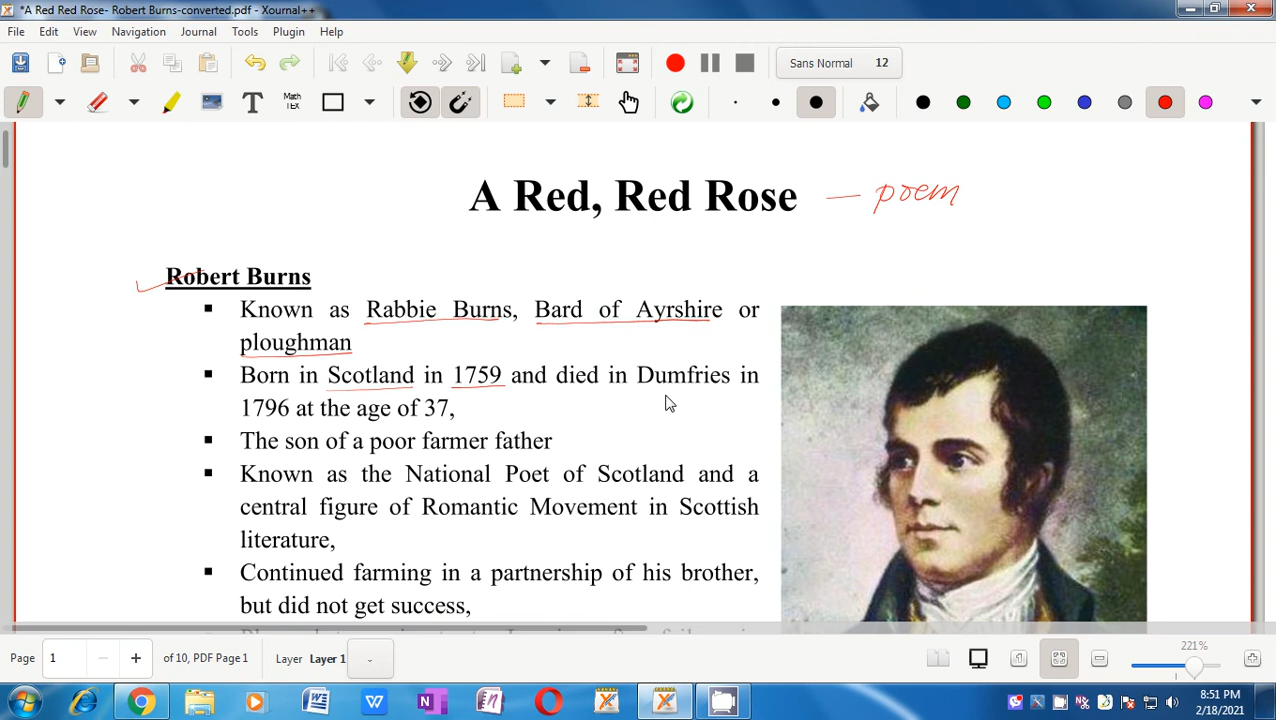 *A Red Red Rose- Robert Burns-converted.pdf - Xournal++
File Edit View Navigation Journal Tools Plugin Help
Sans Normal 12
T Math TEX
A Red, Red Rose — poem
Robert Burns
▪ Known as Rabbie Burns, Bard of Ayrshire or
ploughman
▪ Born in Scotland in 1759 and died in Dumfries in
1796 at the age of 37,
▪ The son of a poor farmer father
▪ Known as the National Poet of Scotland and a
central figure of Romantic Movement in Scottish
literature,
▪ Continued farming in a partnership of his brother,
but did not get success,
221%
Page 1 of 10, PDF Page 1 Layer Layer 1
8:51 PM
2/18/2021